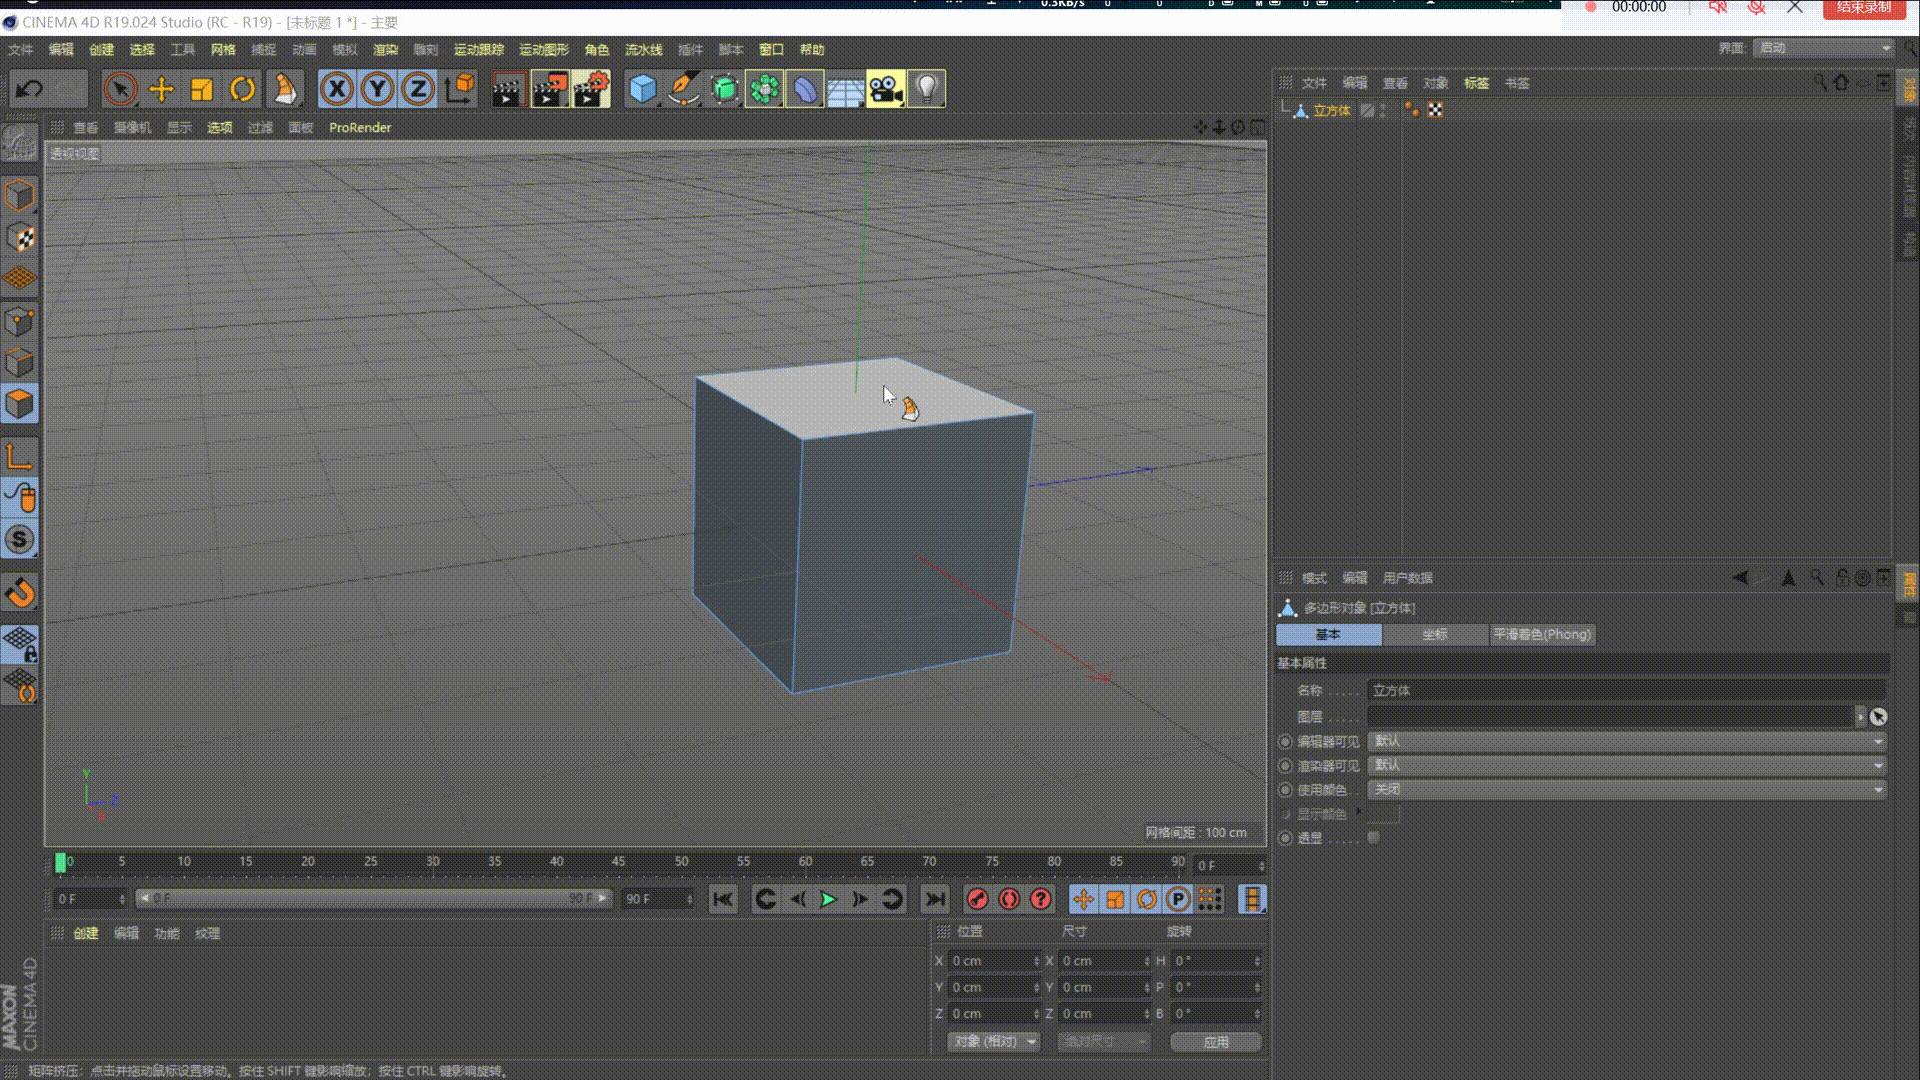 0.3KB/s
00:00:00
结束录制
CINEMA 4D R19.024 Studio (RC - R19) - [未标题 1 *] - 主要
文件 编辑 创建 选择 工具 网格 捕捉 动画 模拟 渲染 雕刻 运动跟踪 运动图形 角色 流水线 插件 脚本 窗口 帮助
界面: 启动
X Y Z
文件 编辑 查看 对象 标签 书签
对象
立方体
查看 摄像机 显示 选项 过滤 面板 ProRender
透视视图
S
Y
Z
X
网格间距 : 100 cm
模式 编辑 用户数据
属性
多边形对象 [立方体]
基本 坐标 平滑着色(Phong)
基本属性
名称 . . . . . 立方体
图层 . . . . .
编辑器可见 默认
渲染器可见 默认
使用颜色 . . 关闭
显示颜色
透显 . . . . .
0 5 10 15 20 25 30 35 40 45 50 55 60 65 70 75 80 85 90 0 F
0 F 0 F 90 F 90 F
P
创建 编辑 功能 纹理
位置 尺寸 旋转
X 0 cm X 0 cm H 0 °
Y 0 cm Y 0 cm P 0 °
Z 0 cm Z 0 cm B 0 °
对象 (相对) 绝对尺寸 应用
MAXON
CINEMA 4D
矩阵挤压: 点击并拖动鼠标设置移动。按住 SHIFT 键影响缩放; 按住 CTRL 键影响旋转。